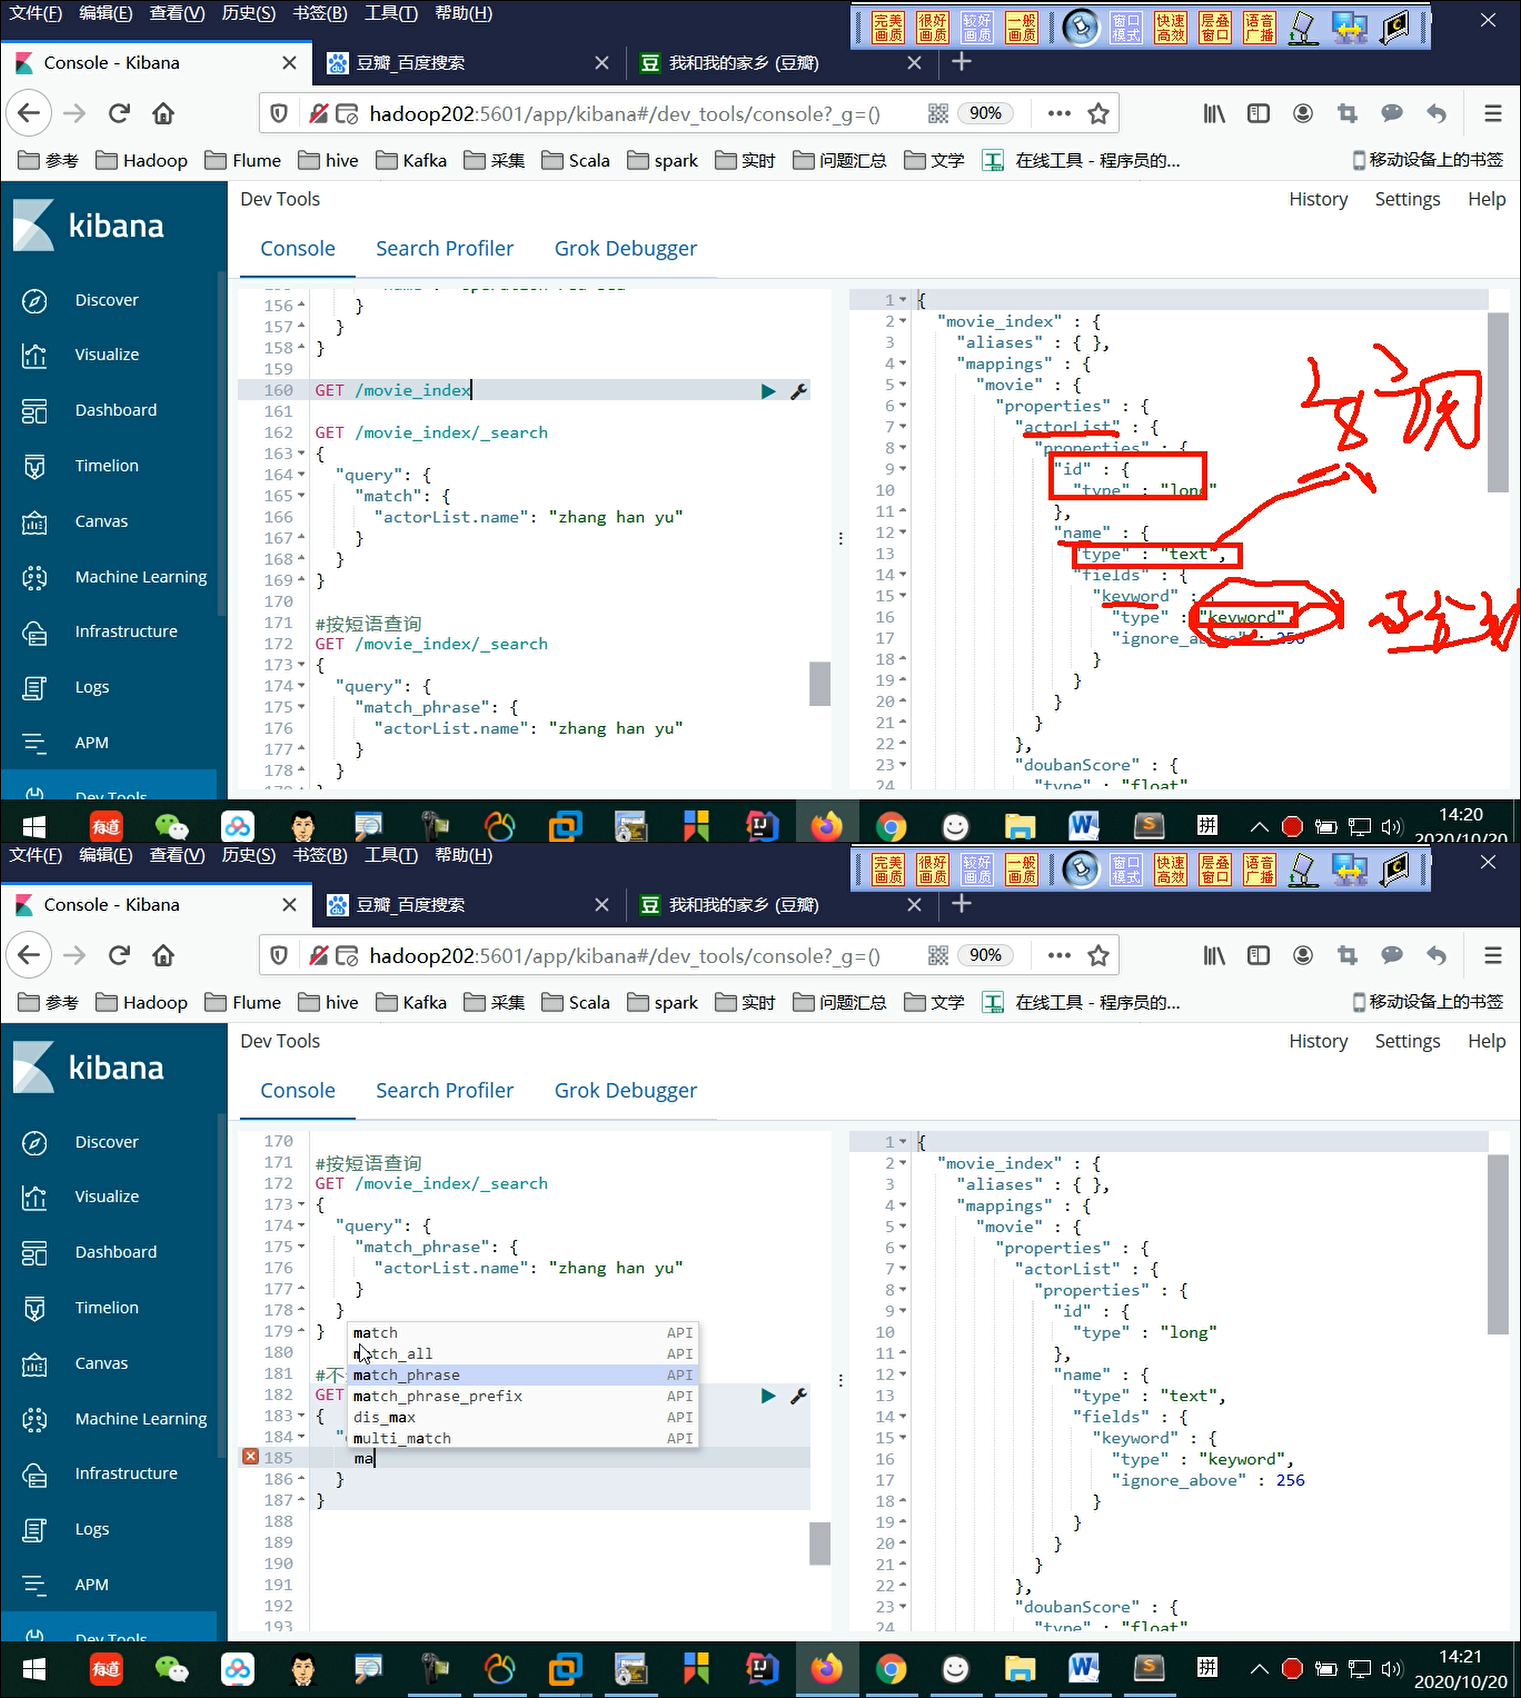 文件(F) 编辑(E) 查看(V) 历史(S) 书签(B) 工具(T) 帮助(H)
完美画质 很好画质 较好画质 一般画质 窗口模式 快速高效 层叠窗口 语音广播
Console - Kibana 豆瓣_百度搜索 豆 我和我的家乡 (豆瓣)
hadoop202:5601/app/kibana#/dev_tools/console?_g=() 90%
参考 Hadoop Flume hive Kafka 采集 Scala spark 实时 问题汇总 文学 在线工具 - 程序员的... 移动设备上的书签
kibana
Discover
Visualize
Dashboard
Timelion
Canvas
Machine Learning
Infrastructure
Logs
APM
Dev Tools
Dev Tools History Settings Help
Console Search Profiler Grok Debugger
156 }
157 }
158 }
159
160 GET /movie_index
161
162 GET /movie_index/_search
163 {
164 "query": {
165 "match": {
166 "actorList.name": "zhang han yu"
167 }
168 }
169 }
170
171 #按短语查询
172 GET /movie_index/_search
173 {
174 "query": {
175 "match_phrase": {
176 "actorList.name": "zhang han yu"
177 }
178 }
1 {
2 "movie_index" : {
3 "aliases" : { },
4 "mappings" : {
5 "movie" : {
6 "properties" : {
7 "actorList" : {
8 "properties" : {
9 "id" : {
10 "type" : "long"
11 },
12 "name" : {
13 "type" : "text",
14 "fields" : {
15 "keyword" : {
16 "type" : "keyword",
17 "ignore_above" : 256
18 }
19 }
20 }
21 }
22 },
23 "doubanScore" : {
24 "type" : "float"
有道 IJ W S 拼 14:20
2020/10/20
文件(F) 编辑(E) 查看(V) 历史(S) 书签(B) 工具(T) 帮助(H)
完美画质 很好画质 较好画质 一般画质 窗口模式 快速高效 层叠窗口 语音广播
Console - Kibana 豆瓣_百度搜索 豆 我和我的家乡 (豆瓣)
hadoop202:5601/app/kibana#/dev_tools/console?_g=() 90%
参考 Hadoop Flume hive Kafka 采集 Scala spark 实时 问题汇总 文学 在线工具 - 程序员的... 移动设备上的书签
kibana
Discover
Visualize
Dashboard
Timelion
Canvas
Machine Learning
Infrastructure
Logs
APM
Dev Tools
Dev Tools History Settings Help
Console Search Profiler Grok Debugger
170
171 #按短语查询
172 GET /movie_index/_search
173 {
174 "query": {
175 "match_phrase": {
176 "actorList.name": "zhang han yu"
177 }
178 }
179 }
180
181 #不
182 GET
183 {
184
185 ma
186 }
187 }
188
189
190
191
192
193
match API
match_all API
match_phrase API
match_phrase_prefix API
dis_max API
multi_match API
1 {
2 "movie_index" : {
3 "aliases" : { },
4 "mappings" : {
5 "movie" : {
6 "properties" : {
7 "actorList" : {
8 "properties" : {
9 "id" : {
10 "type" : "long"
11 },
12 "name" : {
13 "type" : "text",
14 "fields" : {
15 "keyword" : {
16 "type" : "keyword",
17 "ignore_above" : 256
18 }
19 }
20 }
21 }
22 },
23 "doubanScore" : {
24 "type" : "float"
有道 IJ W S 拼 14:21
2020/10/20